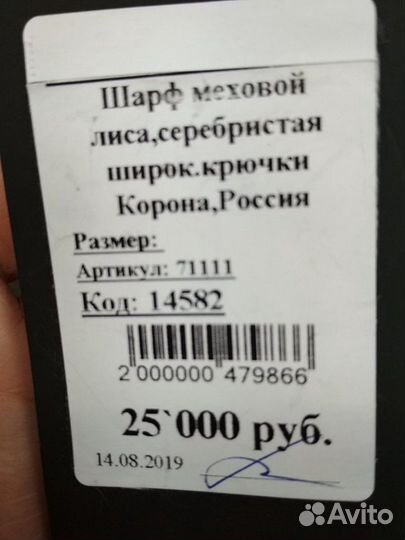 Шарф меховой
лиса,серебристая
широк.крючки
Корона,Россия
Размер:
Артикул: 71111
Код: 14582
2 000000 479866
25`000 руб.
14.08.2019
Avito